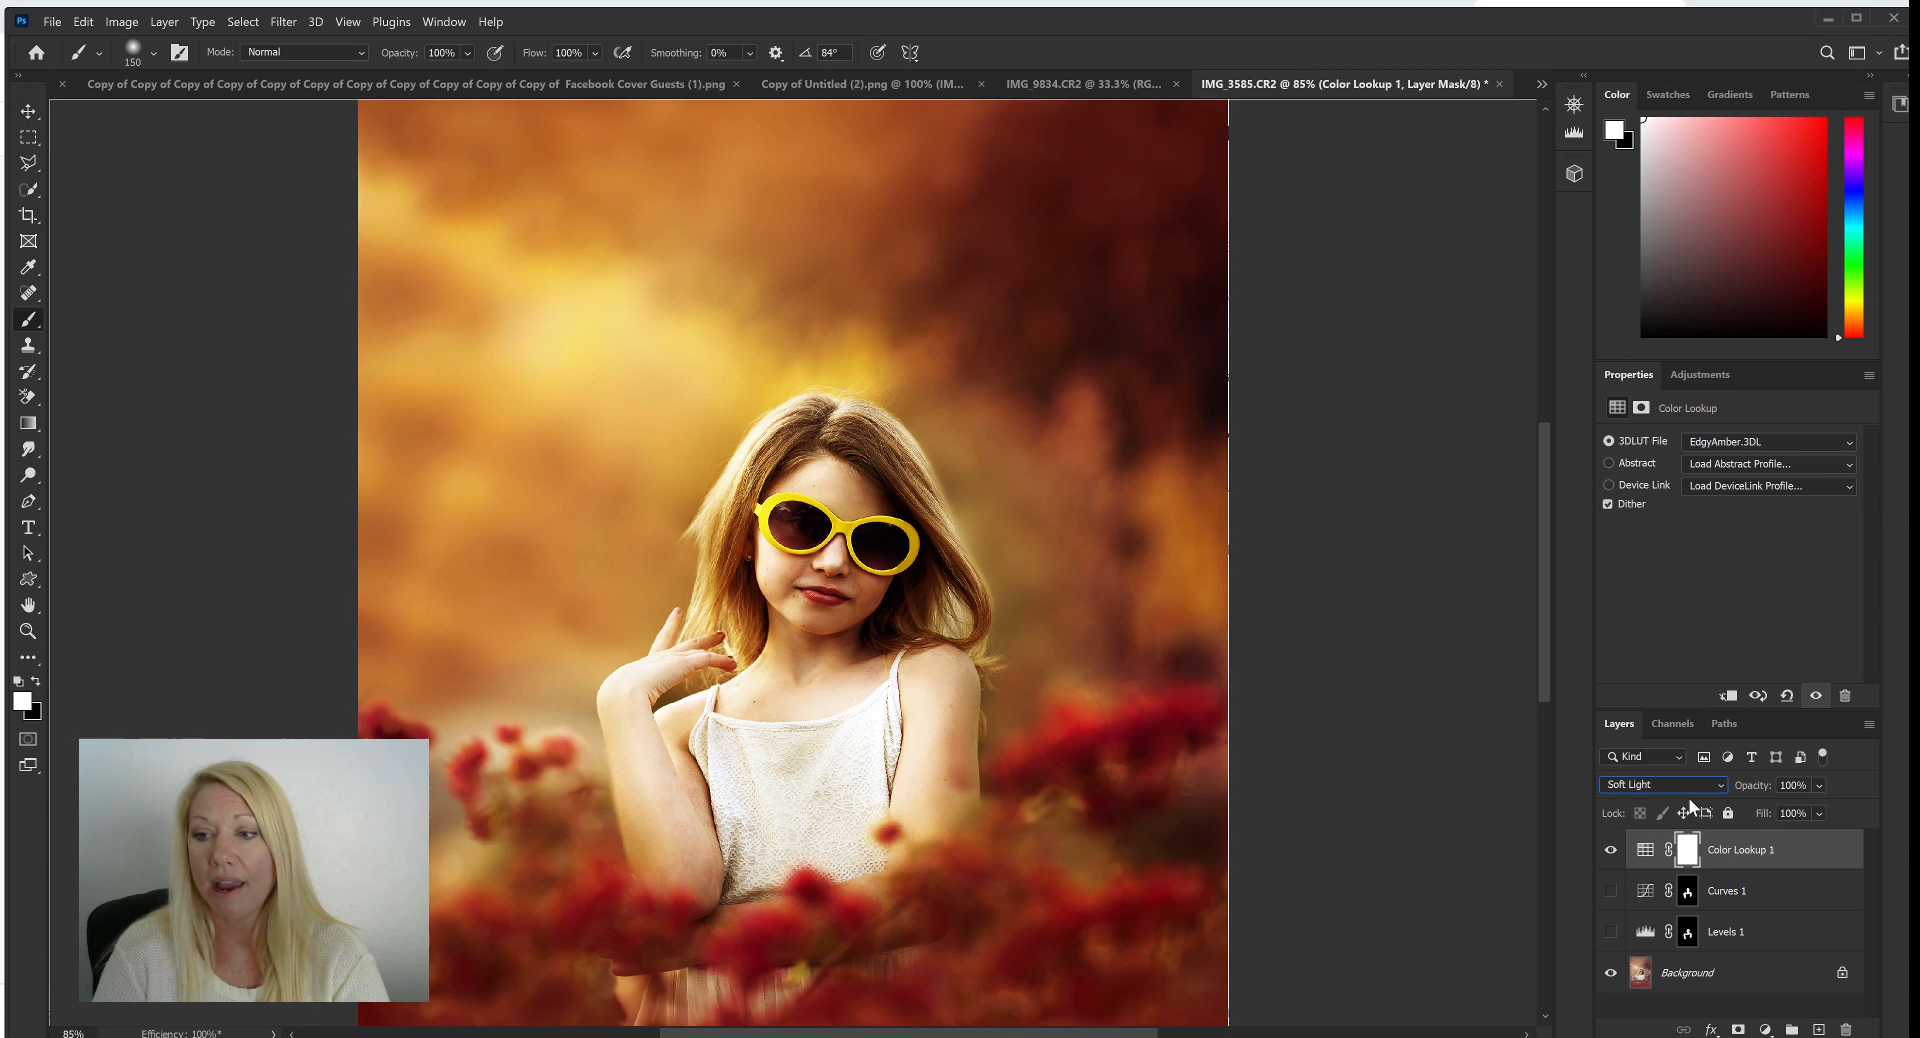 Ps File Edit Image Layer Type Select Filter 3D View Plugins Window Help
150 Mode: Normal Opacity: 100% Flow: 100% Smoothing: 0% 84°
Copy of Copy of Copy of Copy of Copy of Copy of Copy of Copy of Copy of Copy of Copy of Facebook Cover Guests (1).png Copy of Untitled (2).png @ 100% (IM... IMG_9834.CR2 @ 33.3% (RG... IMG_3585.CR2 @ 85% (Color Lookup 1, Layer Mask/8) *
Color Swatches Gradients Patterns
Properties Adjustments
Color Lookup
3DLUT File EdgyAmber.3DL
Abstract Load Abstract Profile...
Device Link Load DeviceLink Profile...
Dither
Layers Channels Paths
Kind
Soft Light Opacity: 100%
Lock: Fill: 100%
Color Lookup 1
Curves 1
Levels 1
Background
fx
85% Efficiency: 100%*